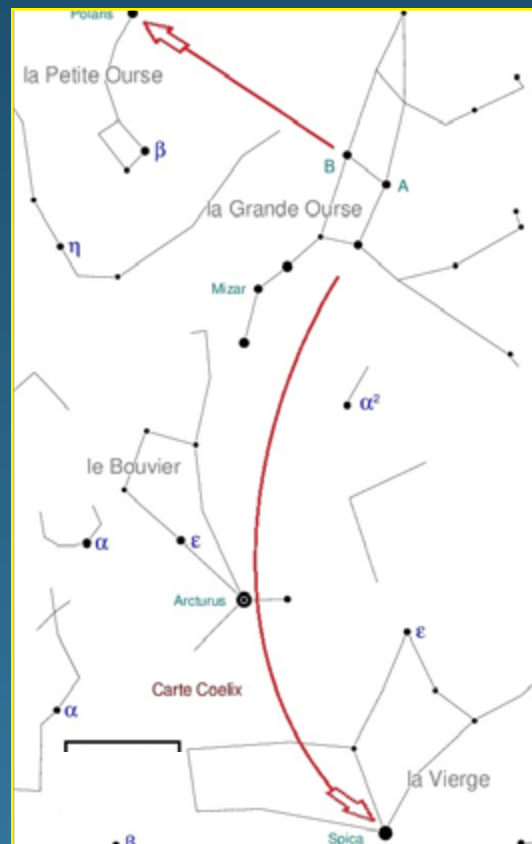 Polaris
la Petite Ourse
β
B
A
la Grande Ourse
η
Mizar
α²
le Bouvier
ε
α
Arcturus
ε
Carte Coelix
α
la Vierge
Spica
β